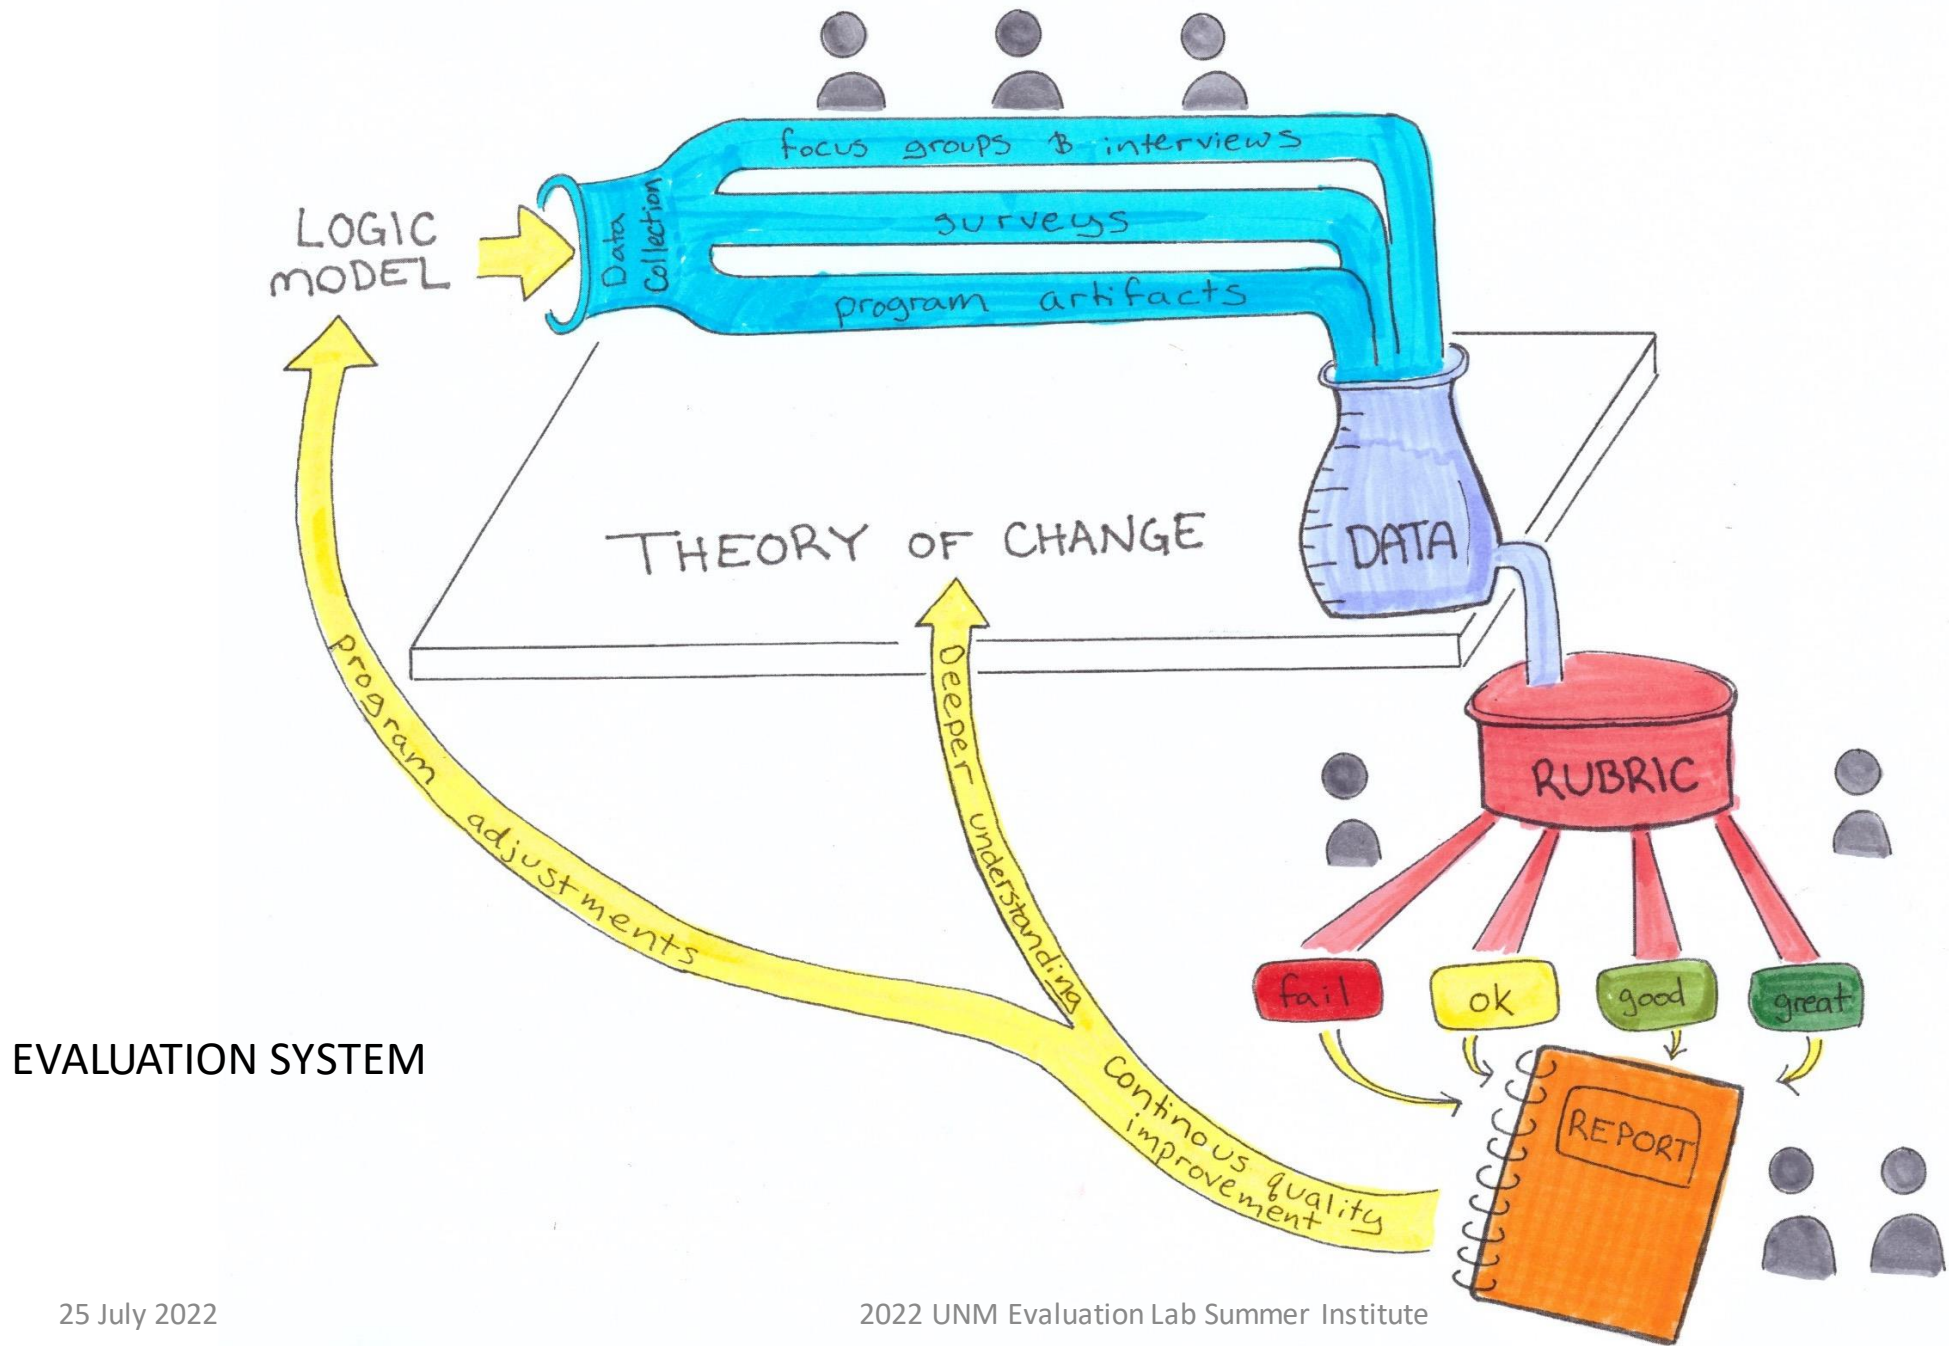 focus groups & interviews
Data
Collection
surveys
program artifacts
LOGIC
MODEL
THEORY OF CHANGE
DATA
RUBRIC
program adjustments
Deeper understanding
fail
ok
good
great
Continous quality
improvement
REPORT
EVALUATION SYSTEM
25 July 2022
2022 UNM Evaluation Lab Summer Institute